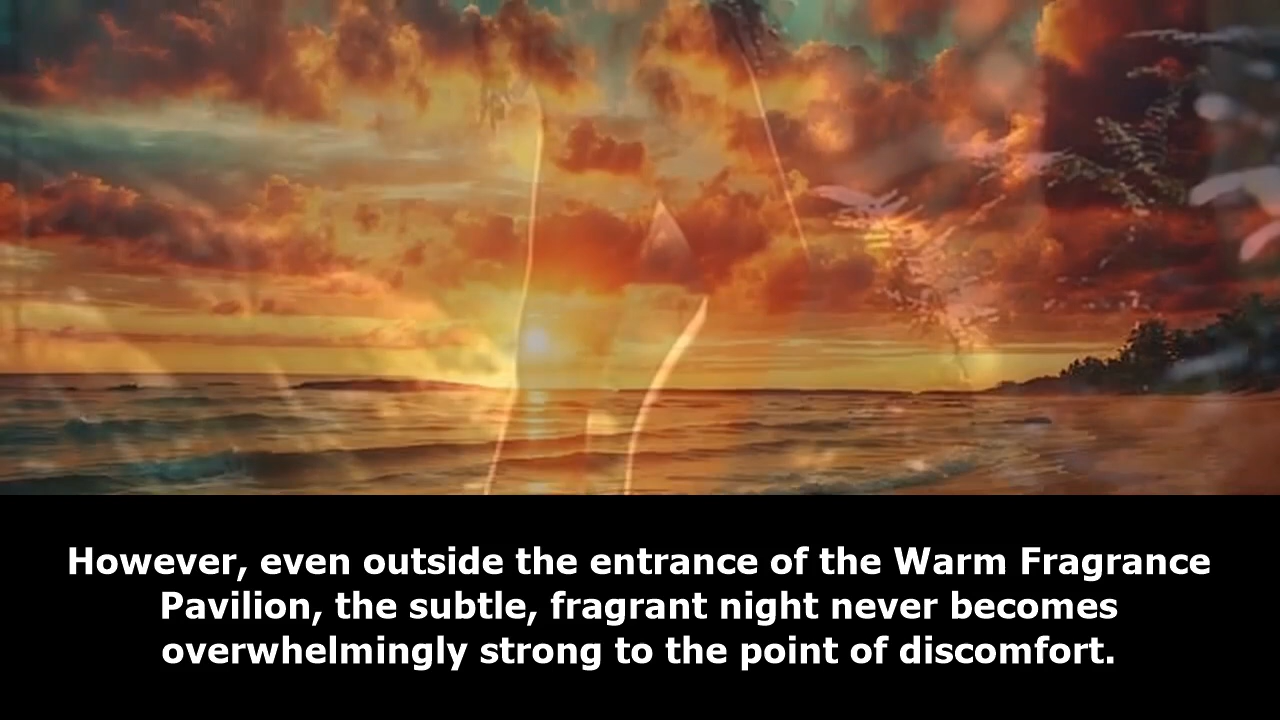 However, even outside the entrance of the Warm Fragrance
Pavilion, the subtle, fragrant night never becomes
overwhelmingly strong to the point of discomfort.